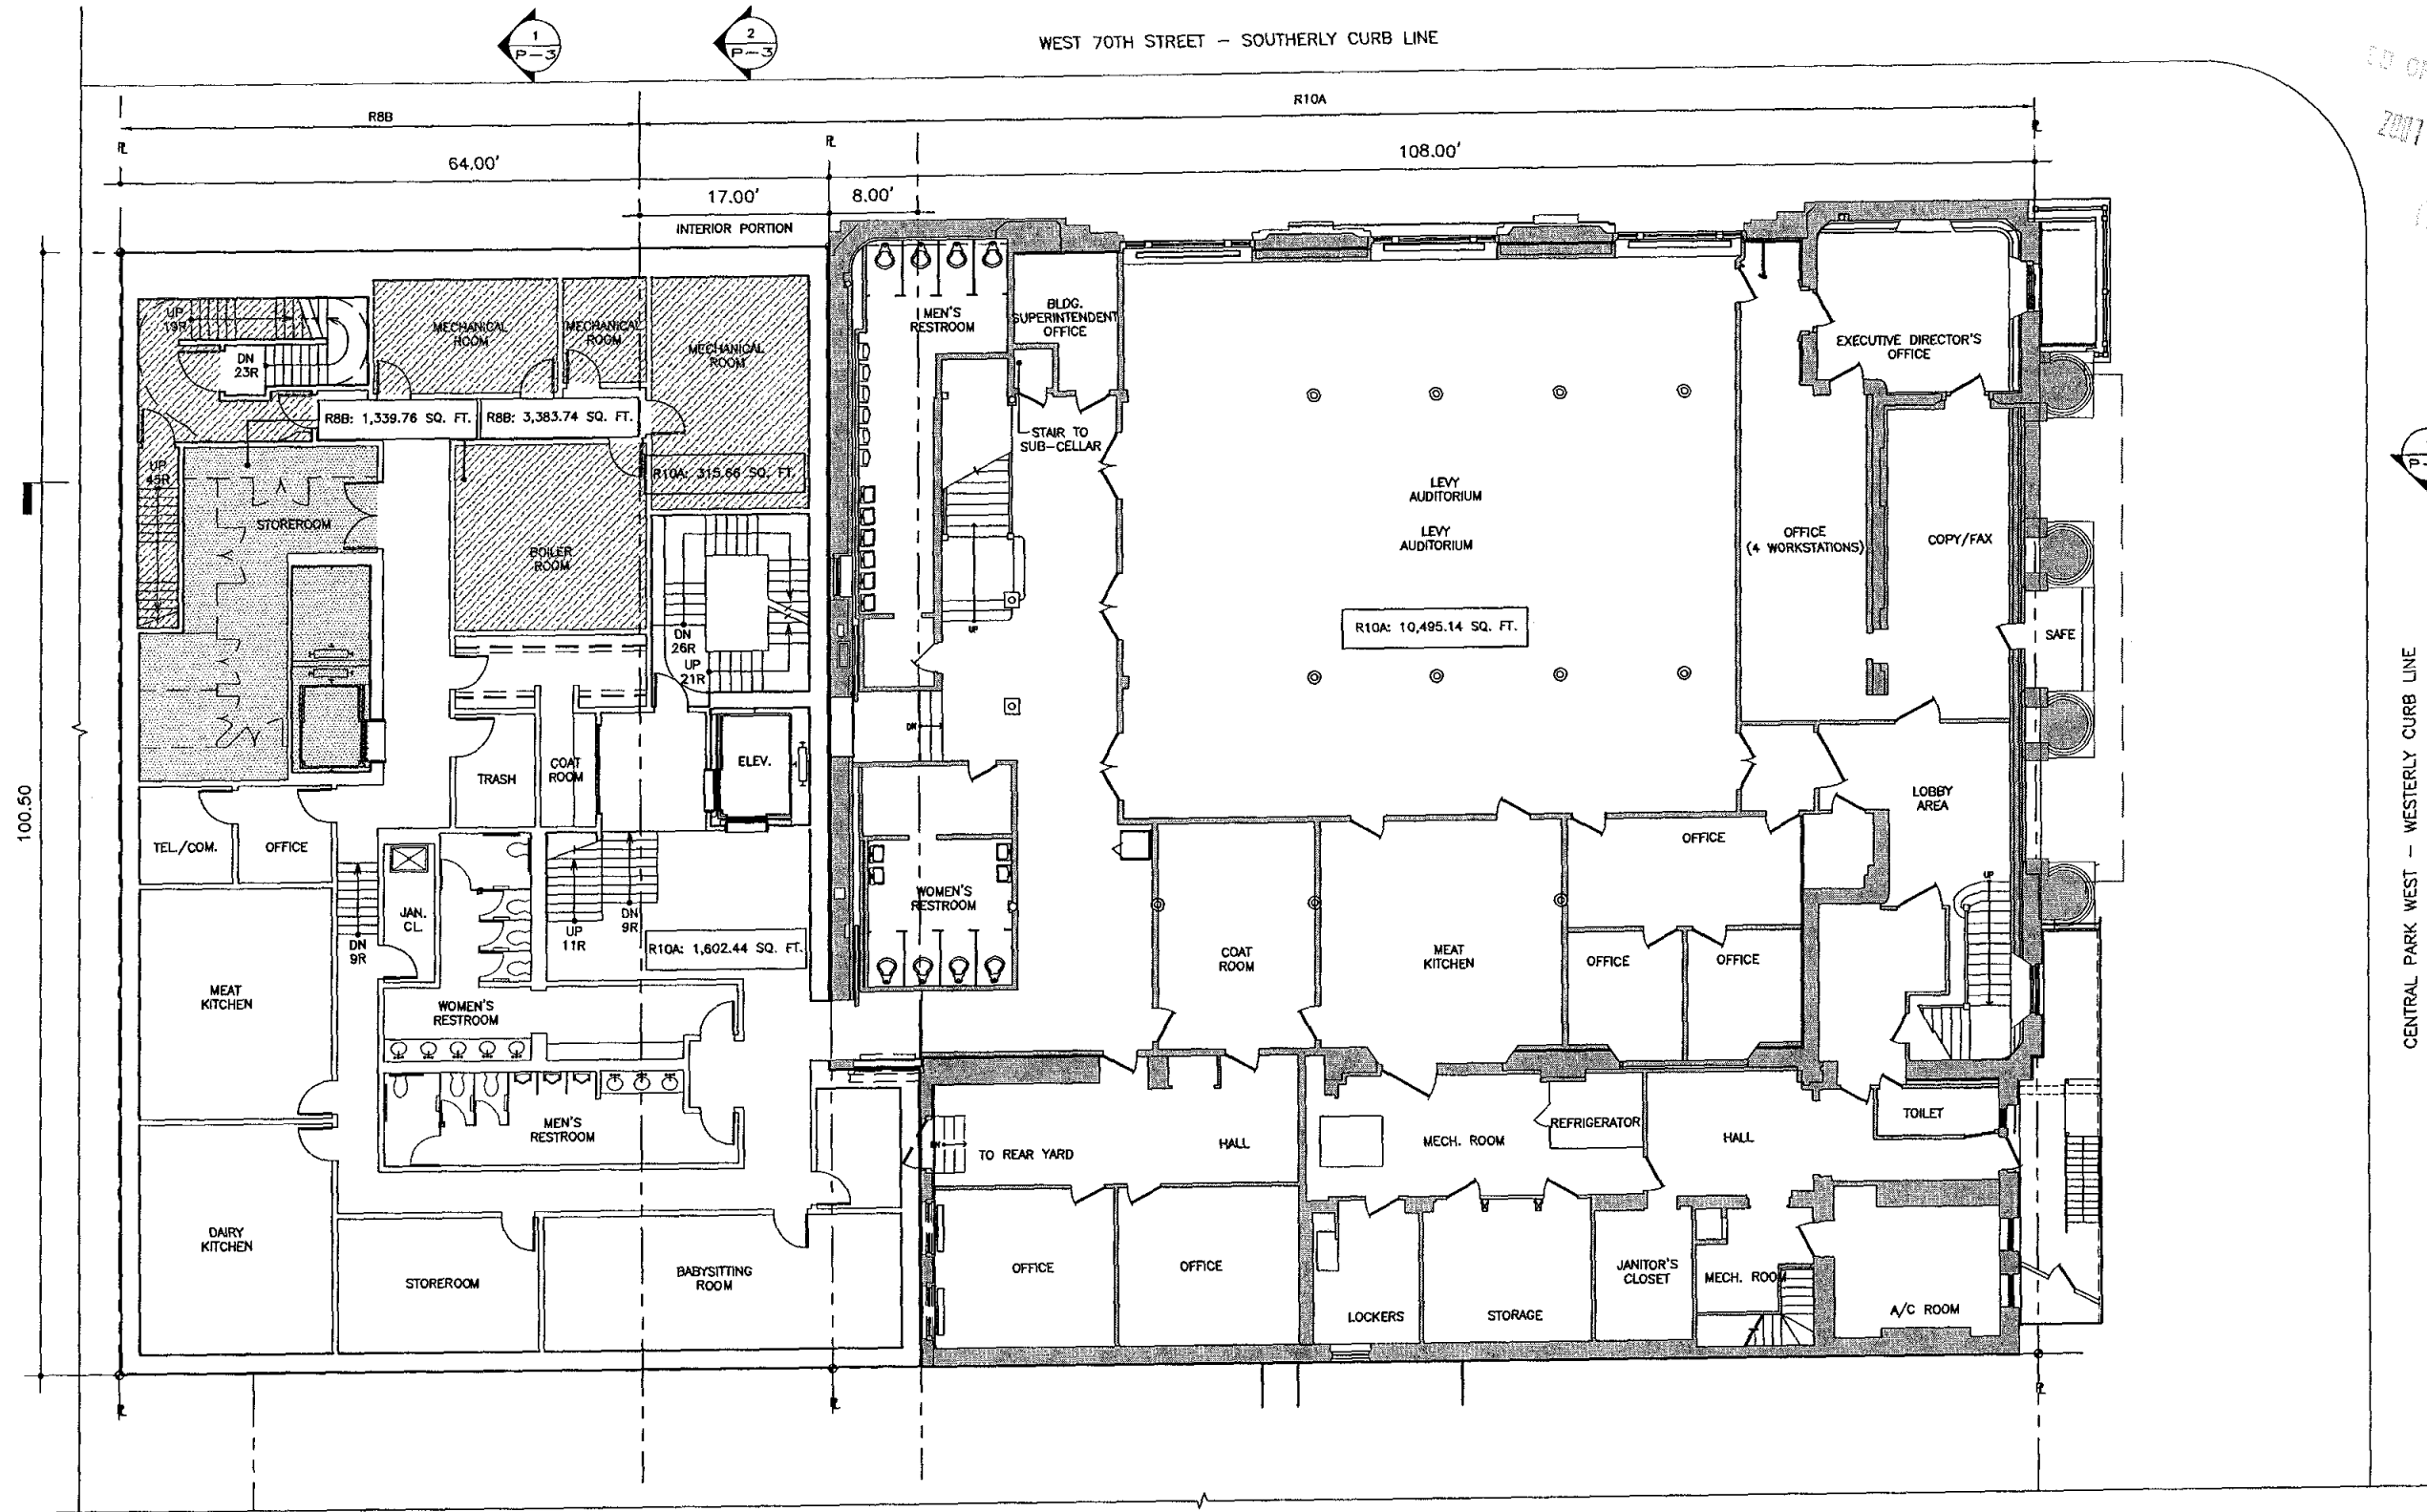 1
P-3
2
P-3
WEST 70TH STREET - SOUTHERLY CURB LINE
2007
R8B
R10A
64.00'
108.00'
17.00'
8.00'
INTERIOR PORTION
UP
19R
DN
23R
MECHANICAL
ROOM
MECHANICAL
ROOM
MECHANICAL
ROOM
R8B: 1,339.76 SQ. FT.
R8B: 3,383.74 SQ. FT.
R10A: 315.66 SQ. FT.
UP
45R
STOREROOM
BOILER
ROOM
DN
26R
UP
21R
TRASH
COAT
ROOM
ELEV.
TEL./COM.
OFFICE
JAN.
CL.
DN
9R
UP
11R
DN
9R
R10A: 1,602.44 SQ. FT.
MEAT
KITCHEN
WOMEN'S
RESTROOM
MEN'S
RESTROOM
DAIRY
KITCHEN
STOREROOM
BABYSITTING
ROOM
100.50
MEN'S
RESTROOM
BLDG.
SUPERINTENDENT
OFFICE
STAIR TO
SUB-CELLAR
UP
DN
WOMEN'S
RESTROOM
LEVY
AUDITORIUM
LEVY
AUDITORIUM
R10A: 10,495.14 SQ. FT.
EXECUTIVE DIRECTOR'S
OFFICE
OFFICE
(4 WORKSTATIONS)
COPY/FAX
SAFE
LOBBY
AREA
OFFICE
COAT
ROOM
MEAT
KITCHEN
OFFICE
OFFICE
UP
TO REAR YARD
DN
HALL
MECH. ROOM
REFRIGERATOR
HALL
TOILET
OFFICE
OFFICE
LOCKERS
STORAGE
JANITOR'S
CLOSET
MECH. ROOM
A/C ROOM
CENTRAL PARK WEST - WESTERLY CURB LINE